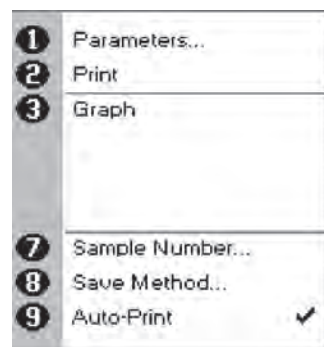 1 Parameters...
2 Print
3 Graph
7 Sample Number...
8 Save Method...
9 Auto-Print ✔